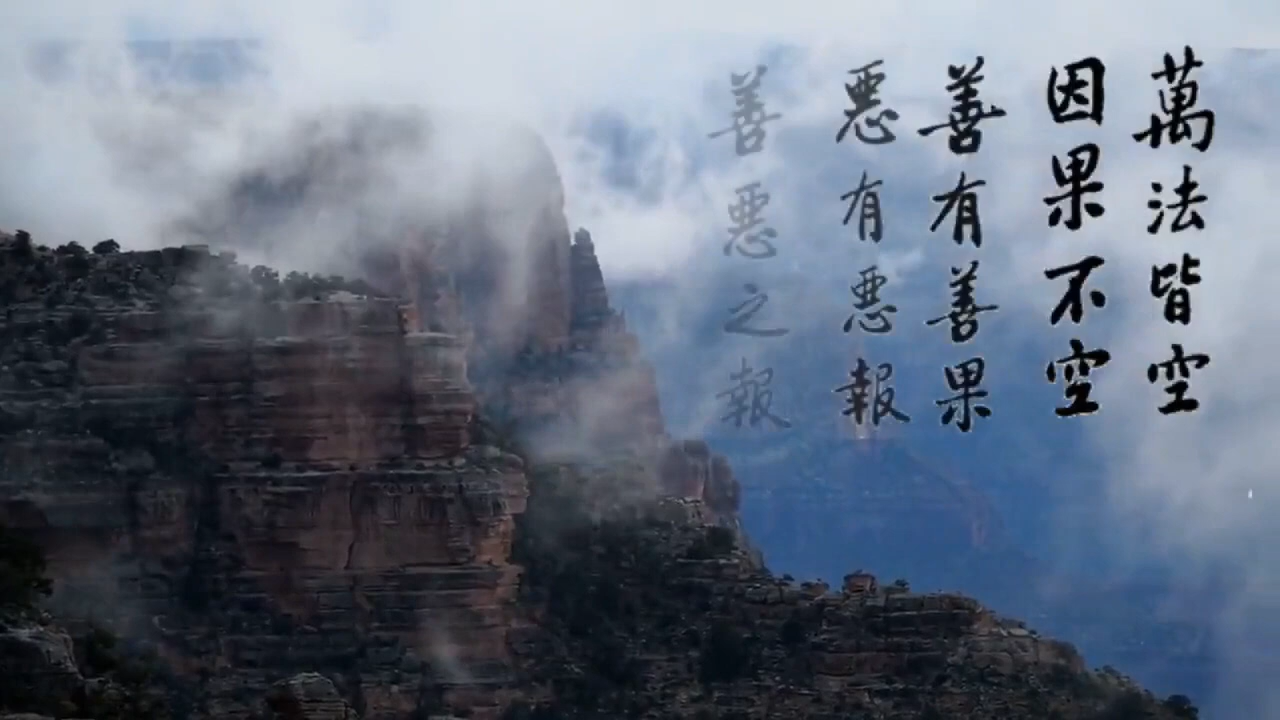 萬法皆空
因果不空
善有善果
惡有惡報
善惡之報